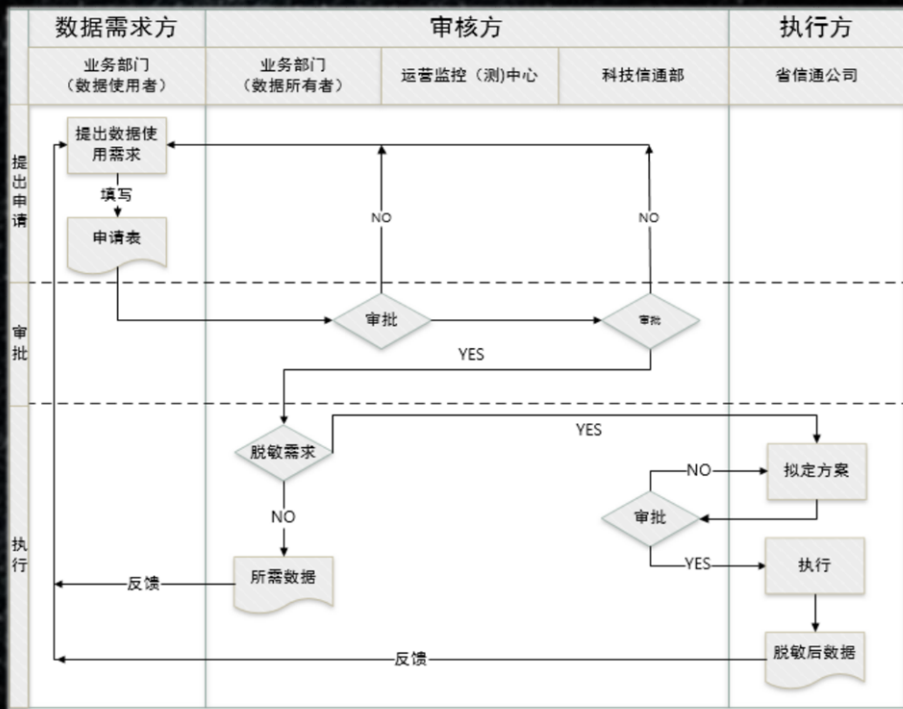 数据需求方
审核方
执行方
业务部门
（数据使用者）
业务部门
（数据所有者）
运营监控（测)中心
科技信通部
省信通公司
提出申请
提出数据使
用需求
填写
申请表
NO
NO
审批
审批
审批
YES
执行
脱敏需求
YES
拟定方案
NO
审批
NO
YES
执行
所需数据
反馈
脱敏后数据
反馈